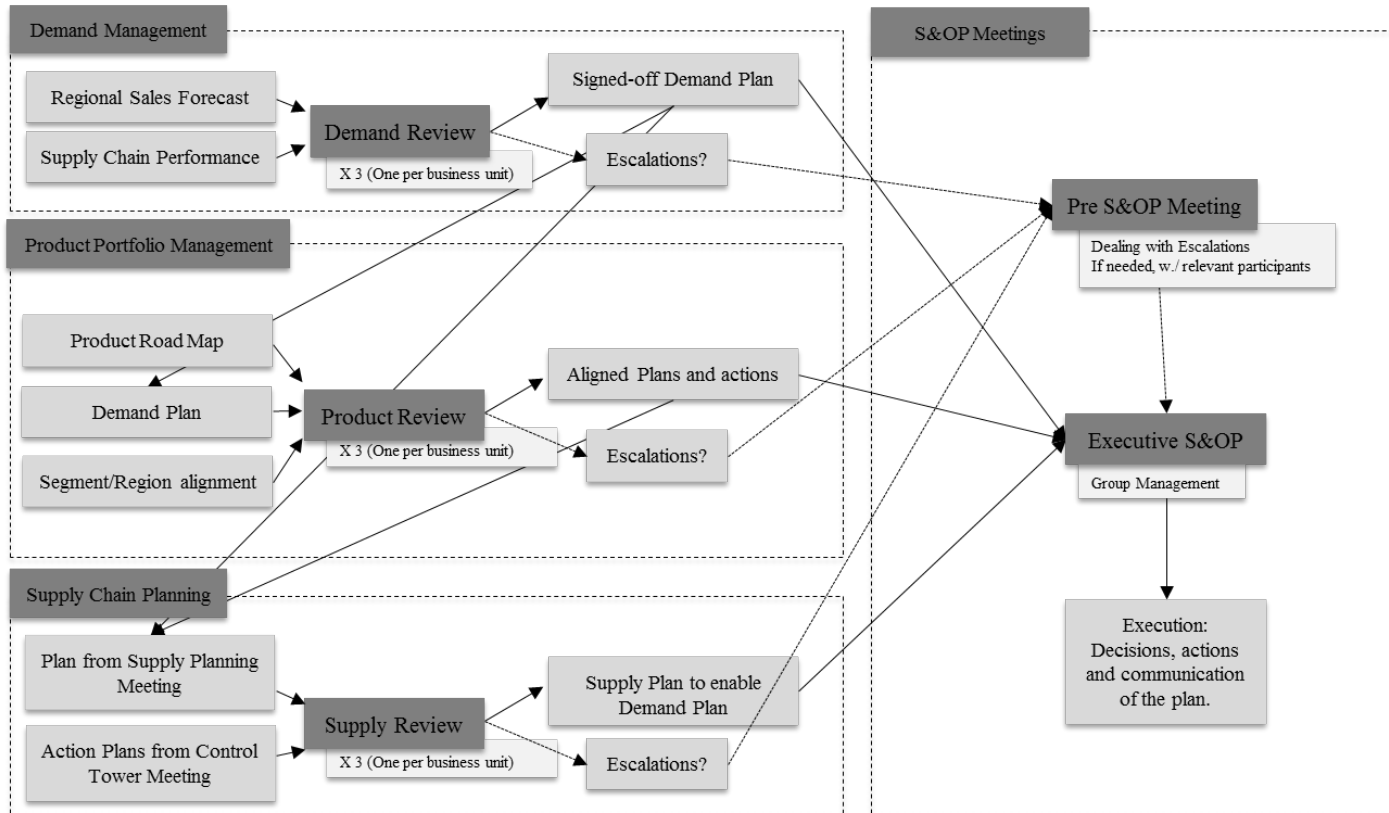 Demand Management
Regional Sales Forecast
Supply Chain Performance
Demand Review
X 3 (One per business unit)
Signed-off Demand Plan
Escalations?
Product Portfolio Management
Product Road Map
Demand Plan
Segment/Region alignment
Product Review
X 3 (One per business unit)
Aligned Plans and actions
Escalations?
Supply Chain Planning
Plan from Supply Planning
Meeting
Action Plans from Control
Tower Meeting
Supply Review
X 3 (One per business unit)
Supply Plan to enable
Demand Plan
Escalations?
S&OP Meetings
Pre S&OP Meeting
Dealing with Escalations
If needed, w./ relevant participants
Executive S&OP
Group Management
Execution:
Decisions, actions
and communication
of the plan.